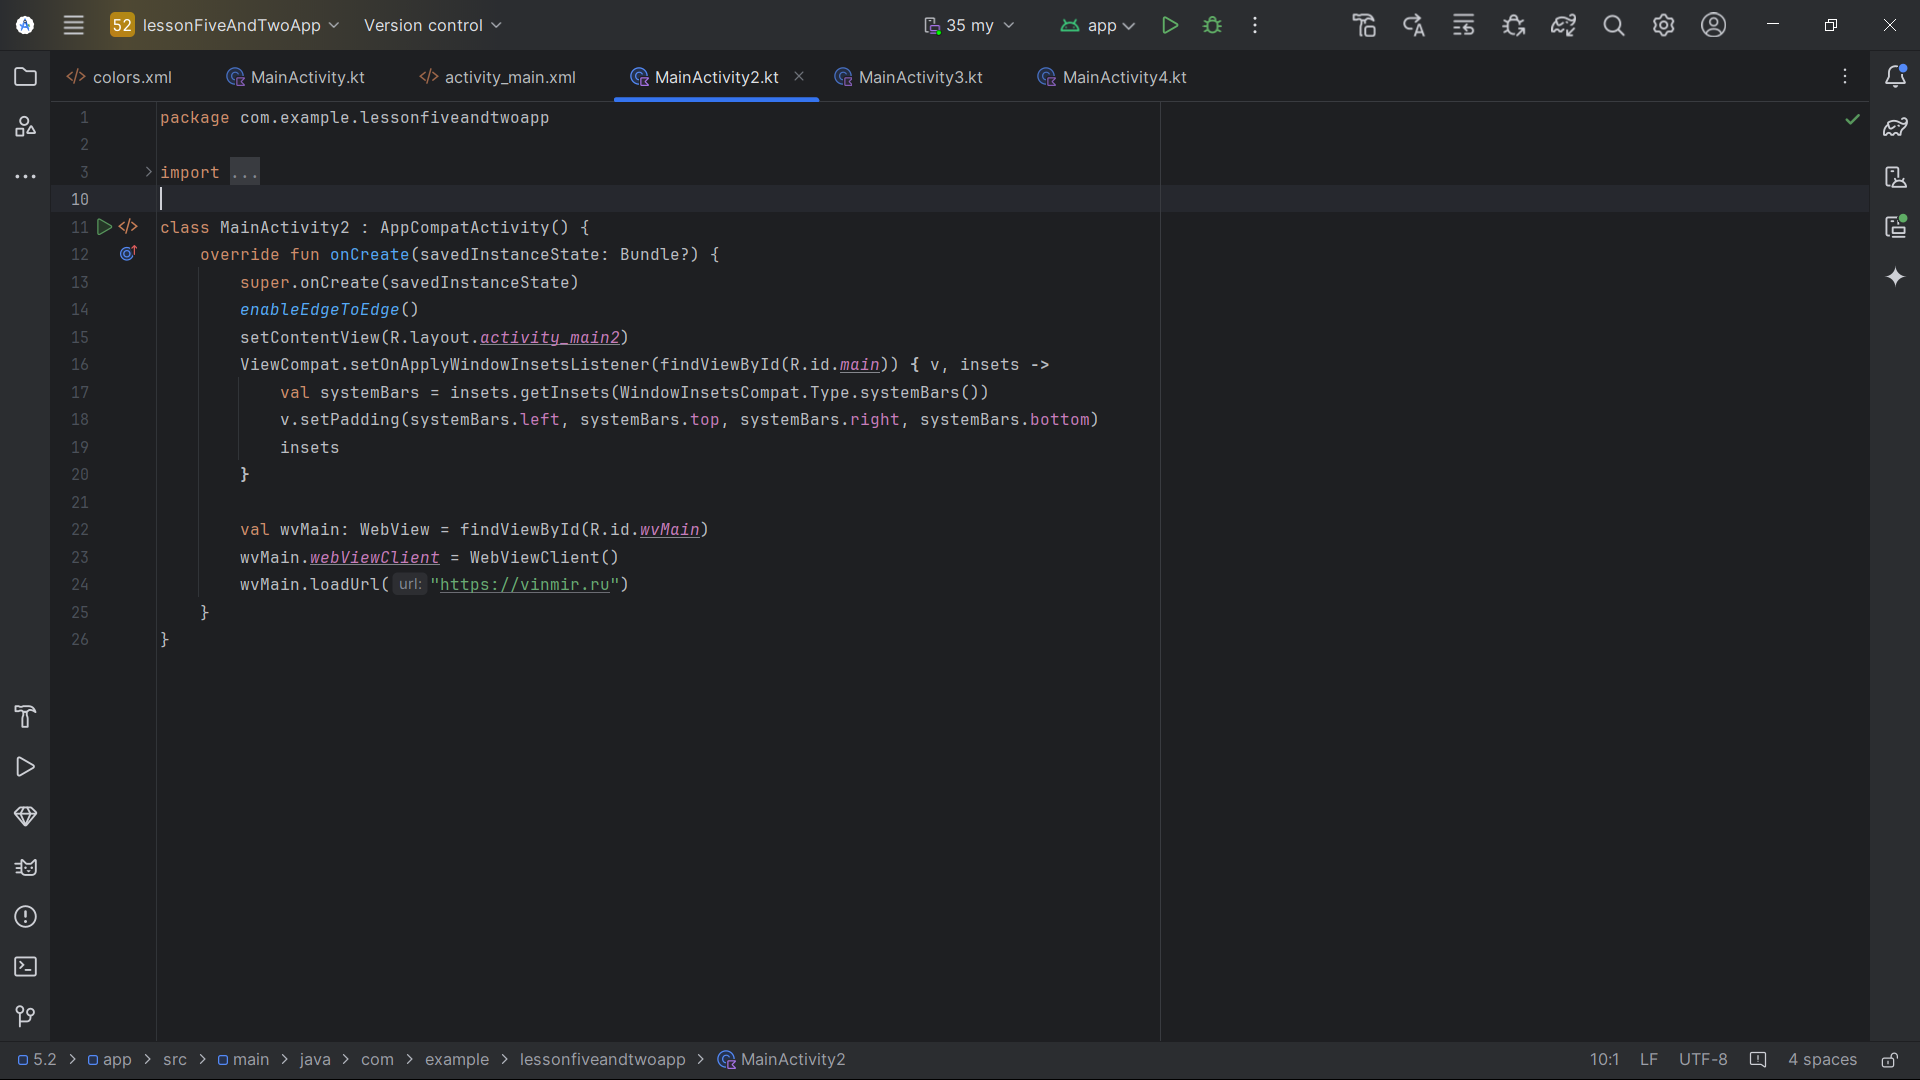 52 lessonFiveAndTwoApp Version control 35 my app
colors.xml MainActivity.kt activity_main.xml MainActivity2.kt MainActivity3.kt MainActivity4.kt
1 package com.example.lessonfiveandtwoapp
2
3 import ...
10
11 class MainActivity2 : AppCompatActivity() {
12 override fun onCreate(savedInstanceState: Bundle?) {
13 super.onCreate(savedInstanceState)
14 enableEdgeToEdge()
15 setContentView(R.layout.activity_main2)
16 ViewCompat.setOnApplyWindowInsetsListener(findViewById(R.id.main)) { v, insets ->
17 val systemBars = insets.getInsets(WindowInsetsCompat.Type.systemBars())
18 v.setPadding(systemBars.left, systemBars.top, systemBars.right, systemBars.bottom)
19 insets
20 }
21
22 val wvMain: WebView = findViewById(R.id.wvMain)
23 wvMain.webViewClient = WebViewClient()
24 wvMain.loadUrl( url: "https://vinmir.ru")
25 }
26 }
5.2 > app > src > main > java > com > example > lessonfiveandtwoapp > MainActivity2 10:1 LF UTF-8 4 spaces